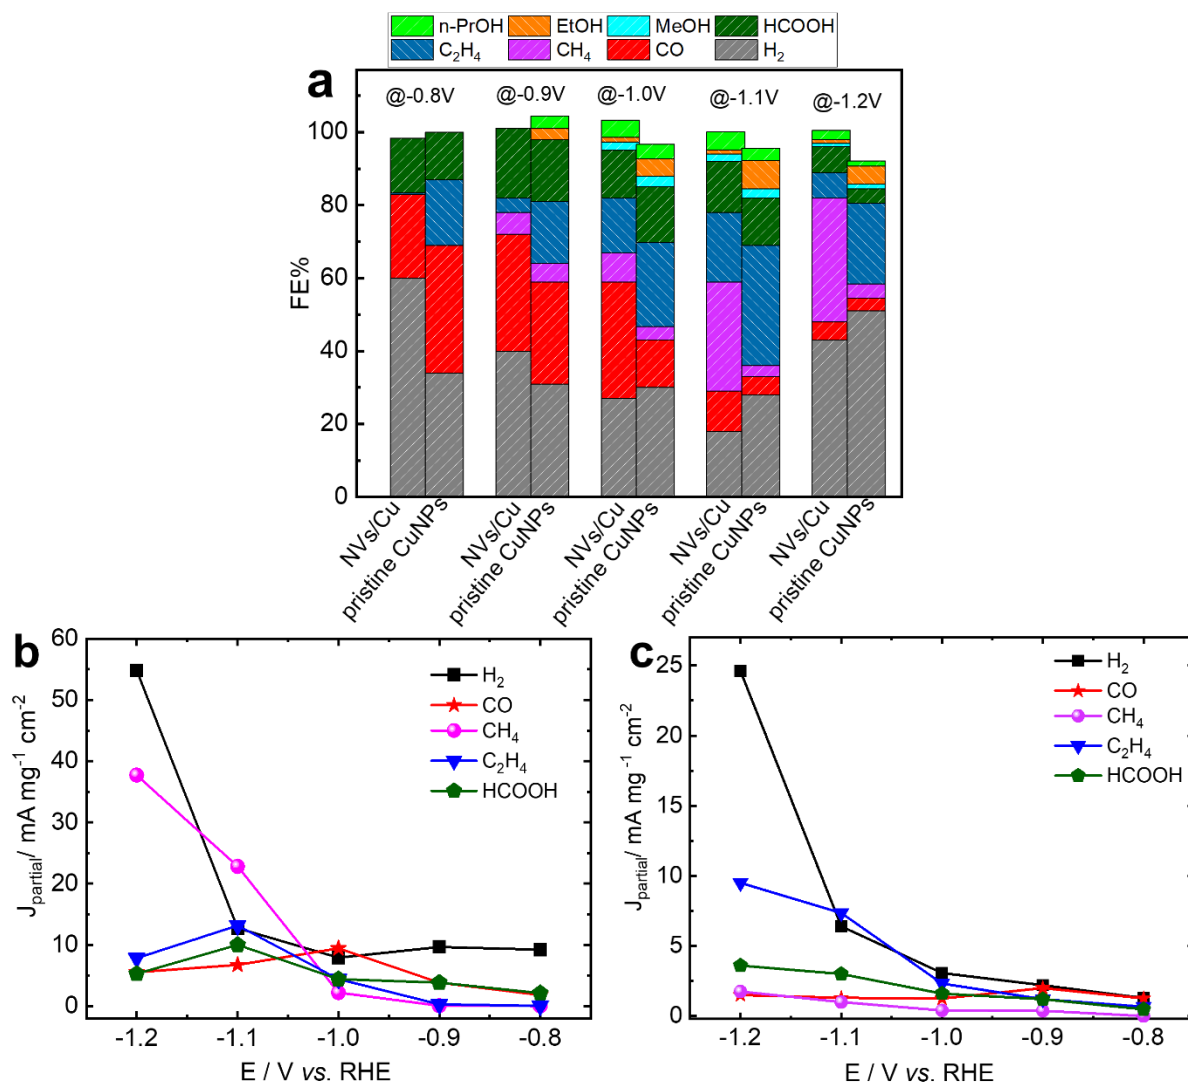 n-PrOH EtOH MeOH HCOOH
C₂H₄ CH₄ CO H₂
a
@-0.8V @-0.9V @-1.0V @-1.1V @-1.2V
FE%
100
80
60
40
20
0
NVs/Cu pristine CuNPs NVs/Cu pristine CuNPs NVs/Cu pristine CuNPs NVs/Cu pristine CuNPs NVs/Cu pristine CuNPs
b
J_partial/ mA mg⁻¹ cm⁻²
60
50
40
30
20
10
0
H₂
CO
CH₄
C₂H₄
HCOOH
-1.2 -1.1 -1.0 -0.9 -0.8
E / V vs. RHE
c
J_partial/ mA mg⁻¹ cm⁻²
25
20
15
10
5
0
H₂
CO
CH₄
C₂H₄
HCOOH
-1.2 -1.1 -1.0 -0.9 -0.8
E / V vs. RHE